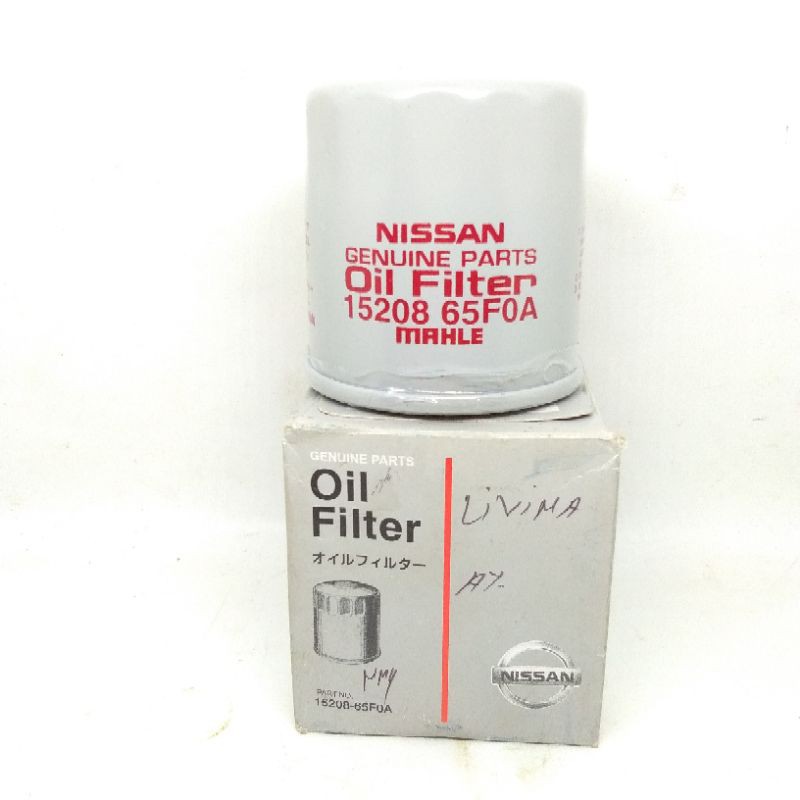 NISSAN
GENUINE PARTS
Oil Filter
15208 65F0A
MAHLE
GENUINE PARTS
Oil
Filter
オイルフィルター
PART NO.
15208-65F0A
LiViNA
NISSAN